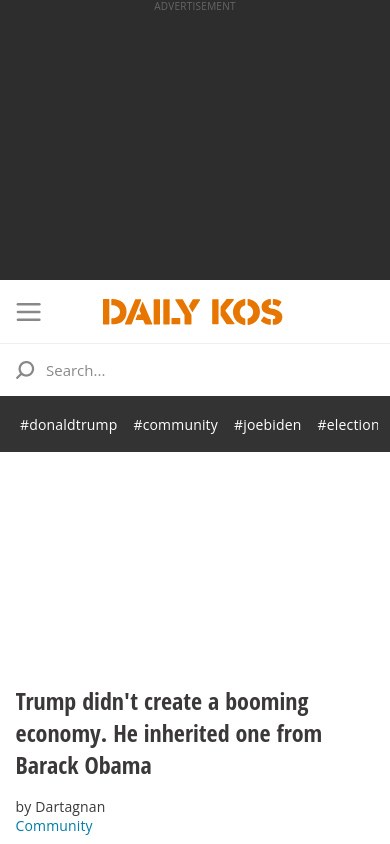 ADVERTISEMENT
DAILY KOS
Search...
#donaldtrump #community #joebiden #election
Trump didn't create a booming
economy. He inherited one from
Barack Obama
by Dartagnan
Community